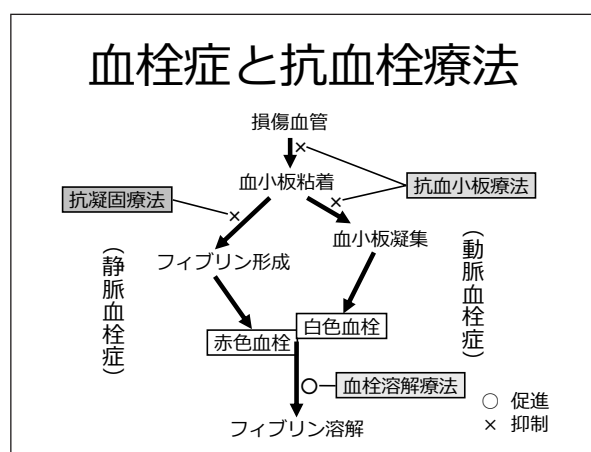 血栓症と抗血栓療法
損傷血管
×
血小板粘着
抗血小板療法
抗凝固療法
×
×
血小板凝集
フィブリン形成
（静脈血栓症）
（動脈血栓症）
赤色血栓
白色血栓
血栓溶解療法
フィブリン溶解
○ 促進
× 抑制